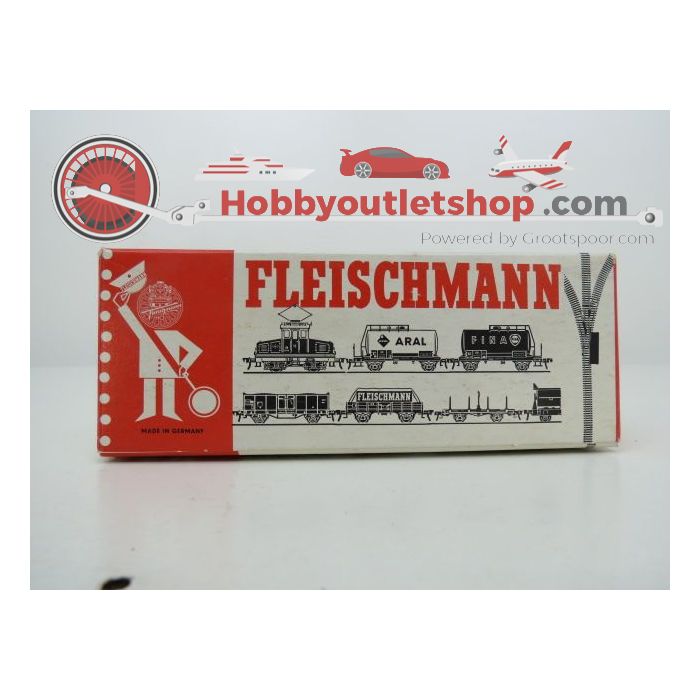 Hobbyoutletshop .com
Powered by Grootspoor.com
FLEISCHMANN
ARAL
FINA
FLEISCHMANN
MADE IN GERMANY